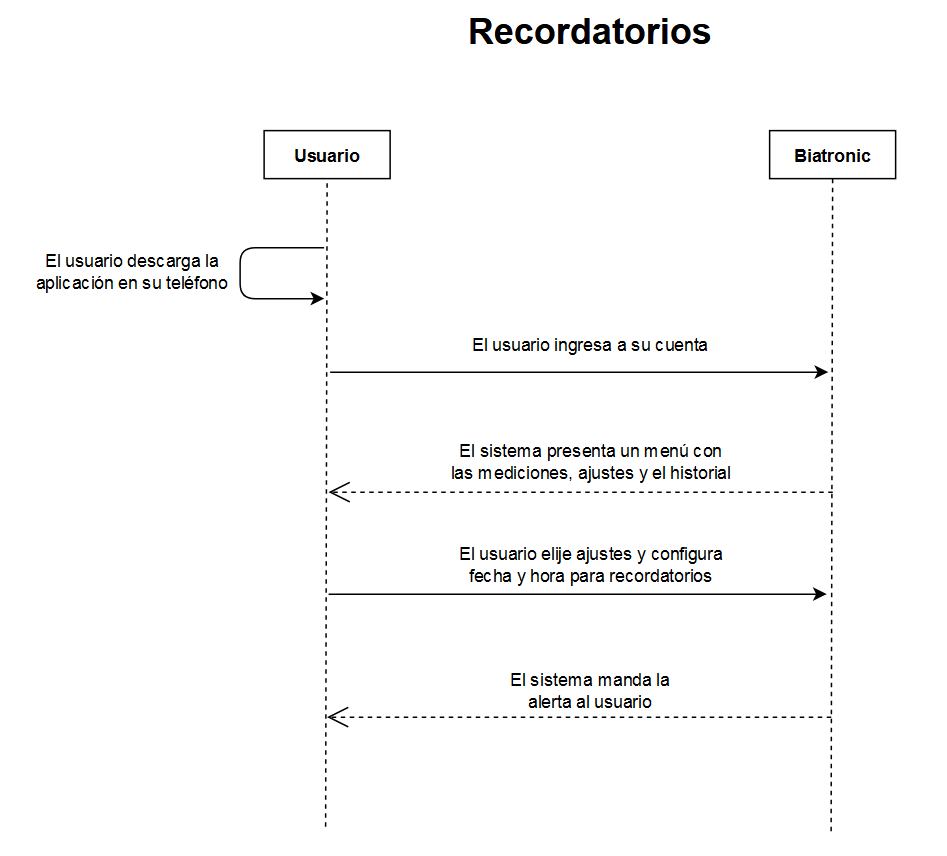 Recordatorios
Usuario
Biatronic
El usuario descarga la
aplicación en su teléfono
El usuario ingresa a su cuenta
El sistema presenta un menú con
las mediciones, ajustes y el historial
El usuario elije ajustes y configura
fecha y hora para recordatorios
El sistema manda la
alerta al usuario